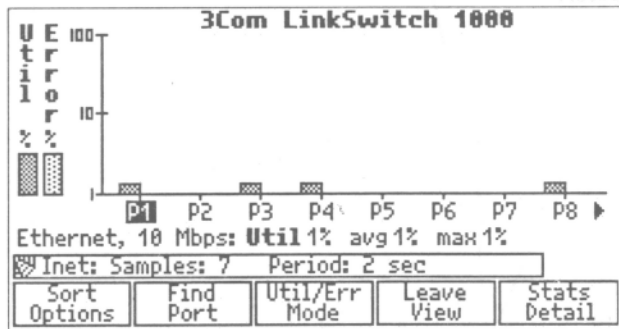 3Com LinkSwitch 1000
Util %
Error %
100
10
1
P1 P2 P3 P4 P5 P6 P7 P8
Ethernet, 10 Mbps: Util 1% avg 1% max 1%
Inet: Samples: 7 Period: 2 sec
Sort Options
Find Port
Util/Err Mode
Leave View
Stats Detail